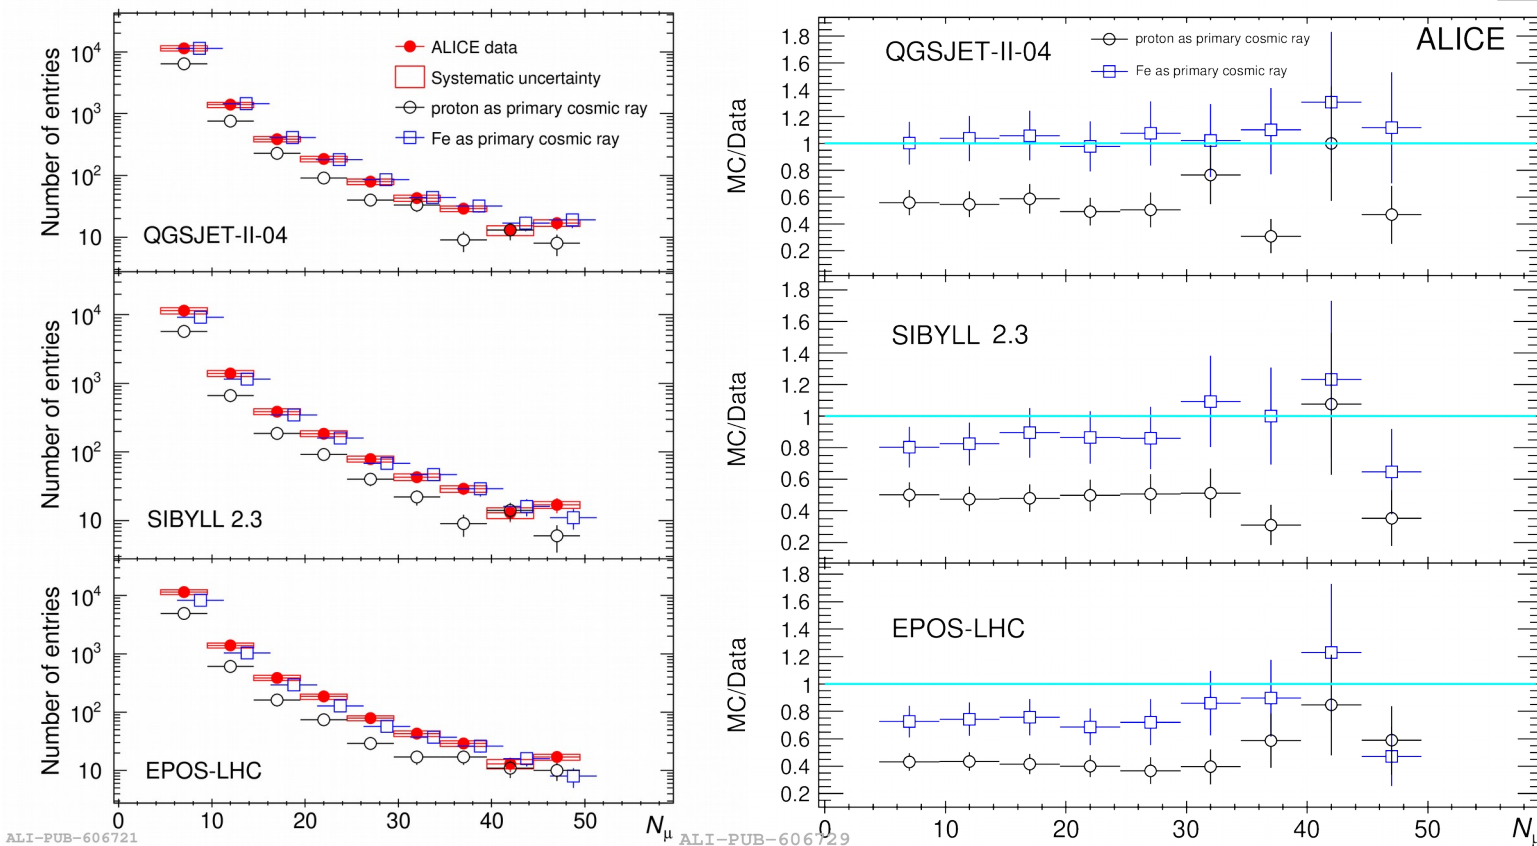 Number of entries
10⁴
10³
10²
10
ALICE data
Systematic uncertainty
proton as primary cosmic ray
Fe as primary cosmic ray
QGSJET-II-04
Number of entries
10⁴
10³
10²
10
SIBYLL 2.3
Number of entries
10⁴
10³
10²
10
EPOS-LHC
0 10 20 30 40 50 Nμ
ALI-PUB-606721
MC/Data
1.8
1.6
1.4
1.2
1
0.8
0.6
0.4
0.2
QGSJET-II-04
proton as primary cosmic ray
Fe as primary cosmic ray
ALICE
MC/Data
1.8
1.6
1.4
1.2
1
0.8
0.6
0.4
0.2
SIBYLL 2.3
MC/Data
1.8
1.6
1.4
1.2
1
0.8
0.6
0.4
0.2
EPOS-LHC
0 10 20 30 40 50 Nμ
ALI-PUB-606729